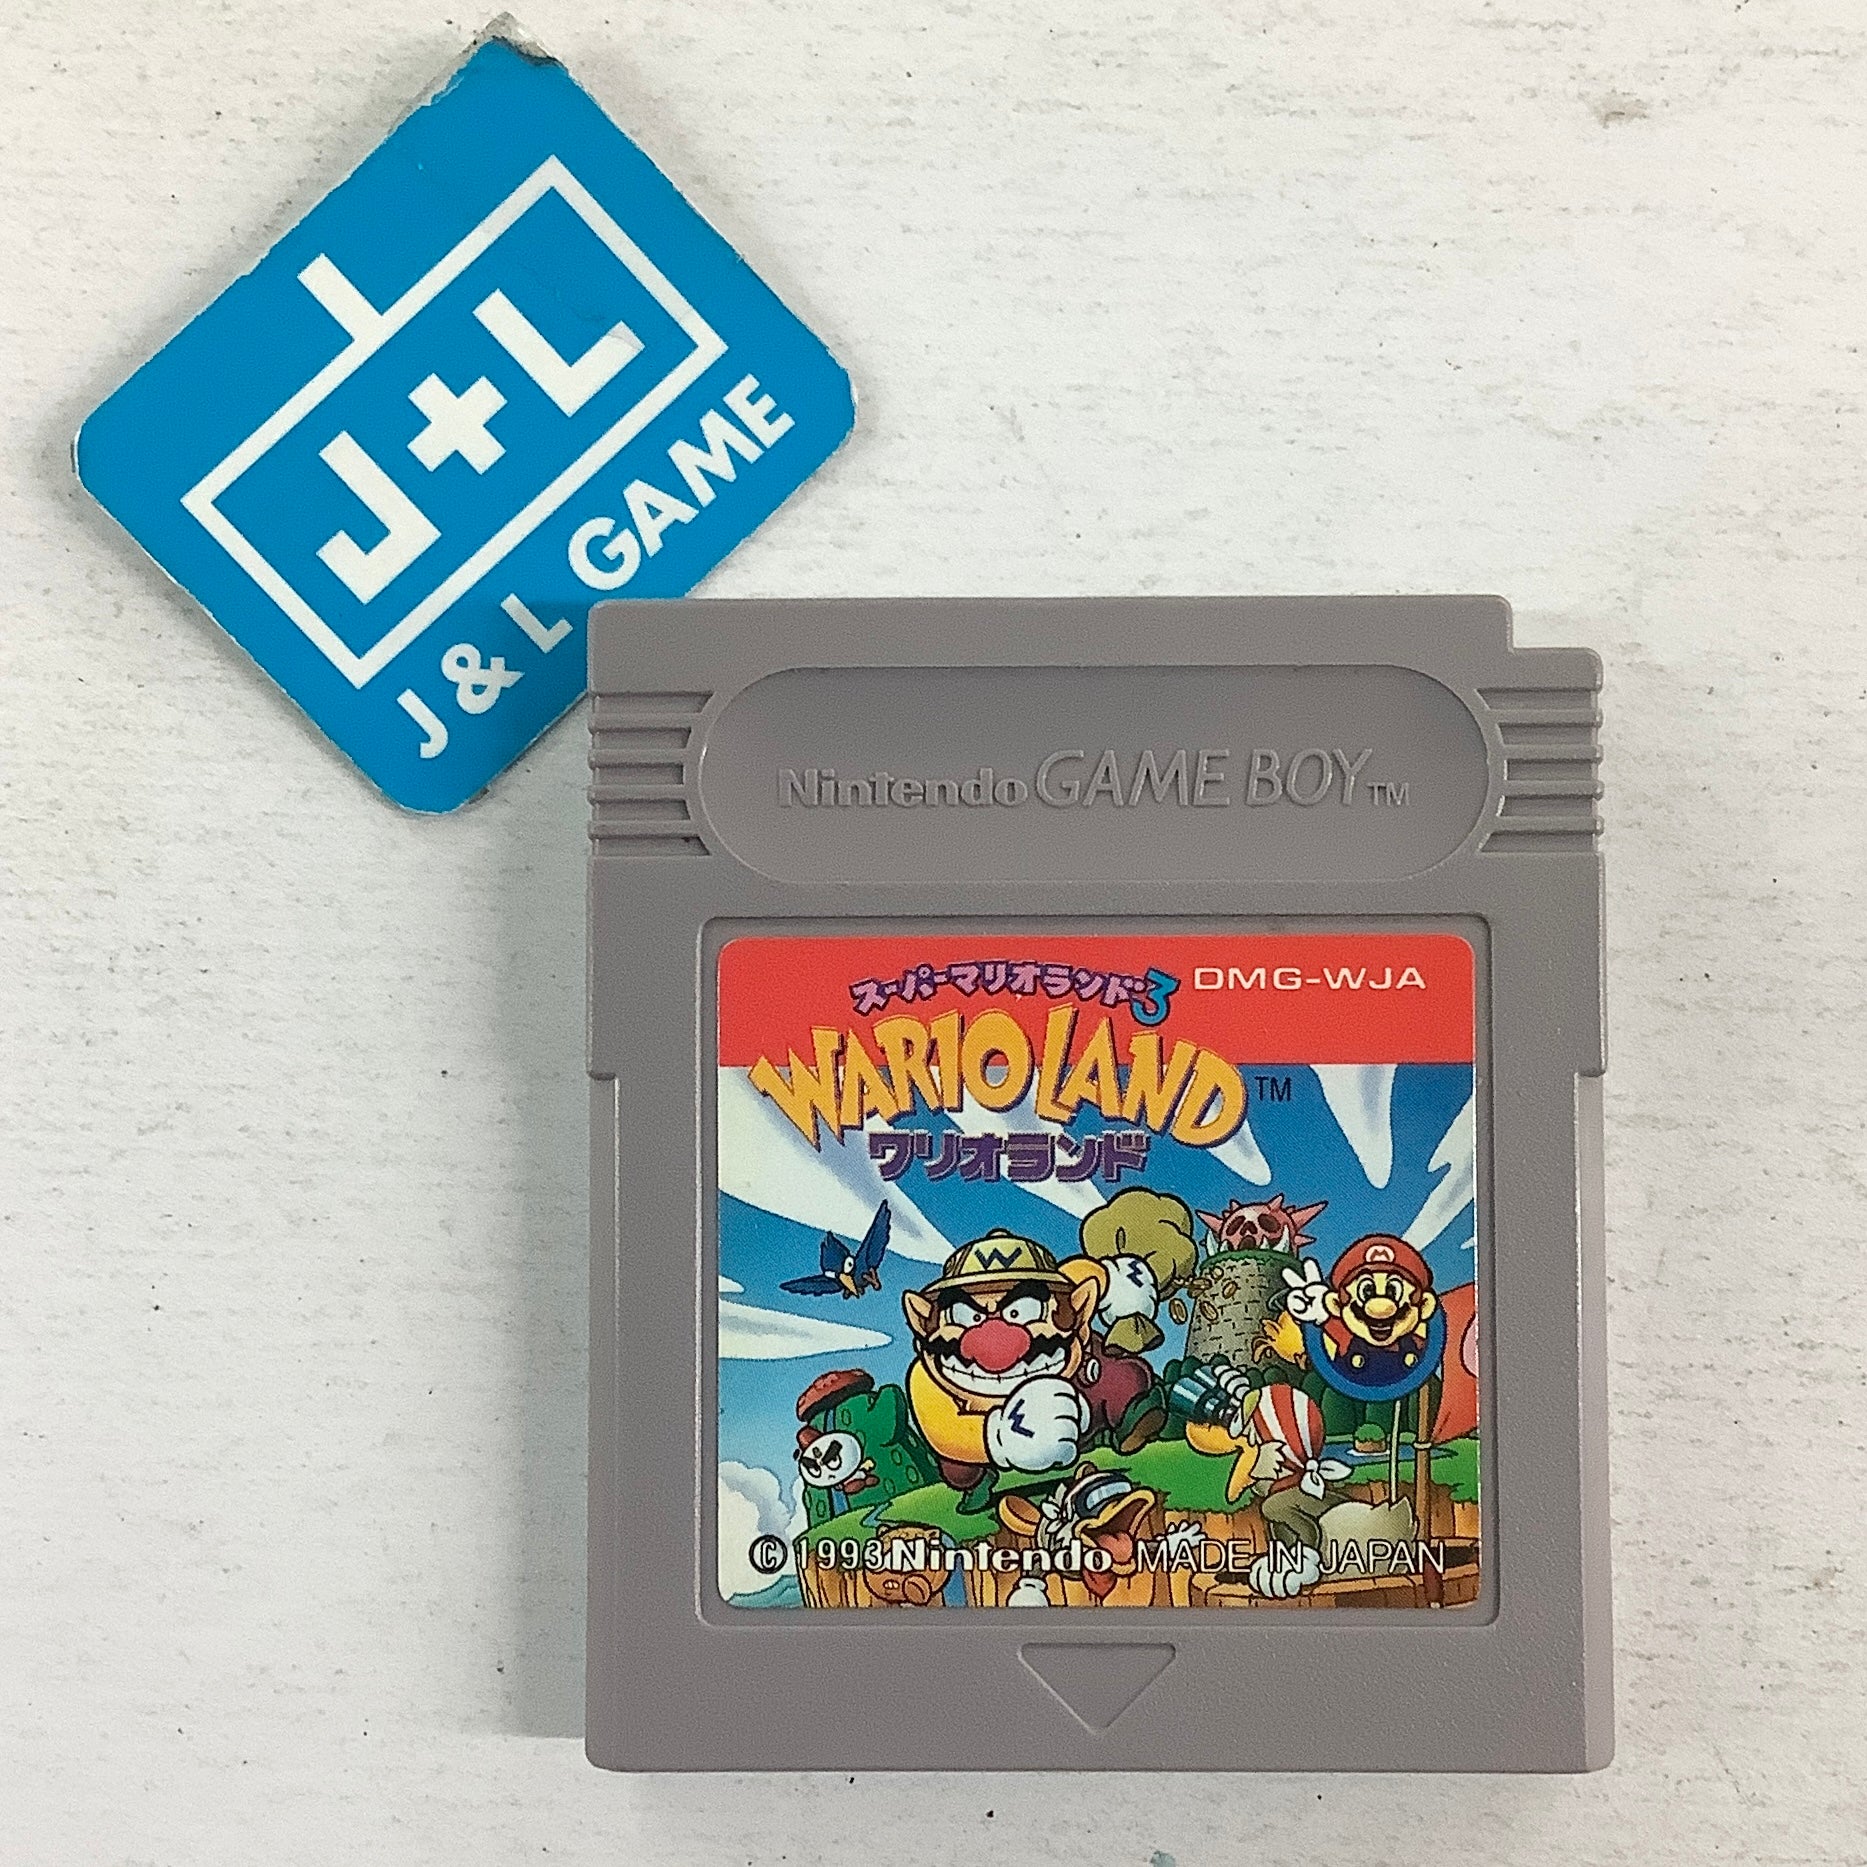 J+L
J & L GAME
Nintendo GAME BOY TM
スーパーマリオランド3 DMG-WJA
WARIO LAND TM
ワリオランド
W
M
© 1993 Nintendo MADE IN JAPAN